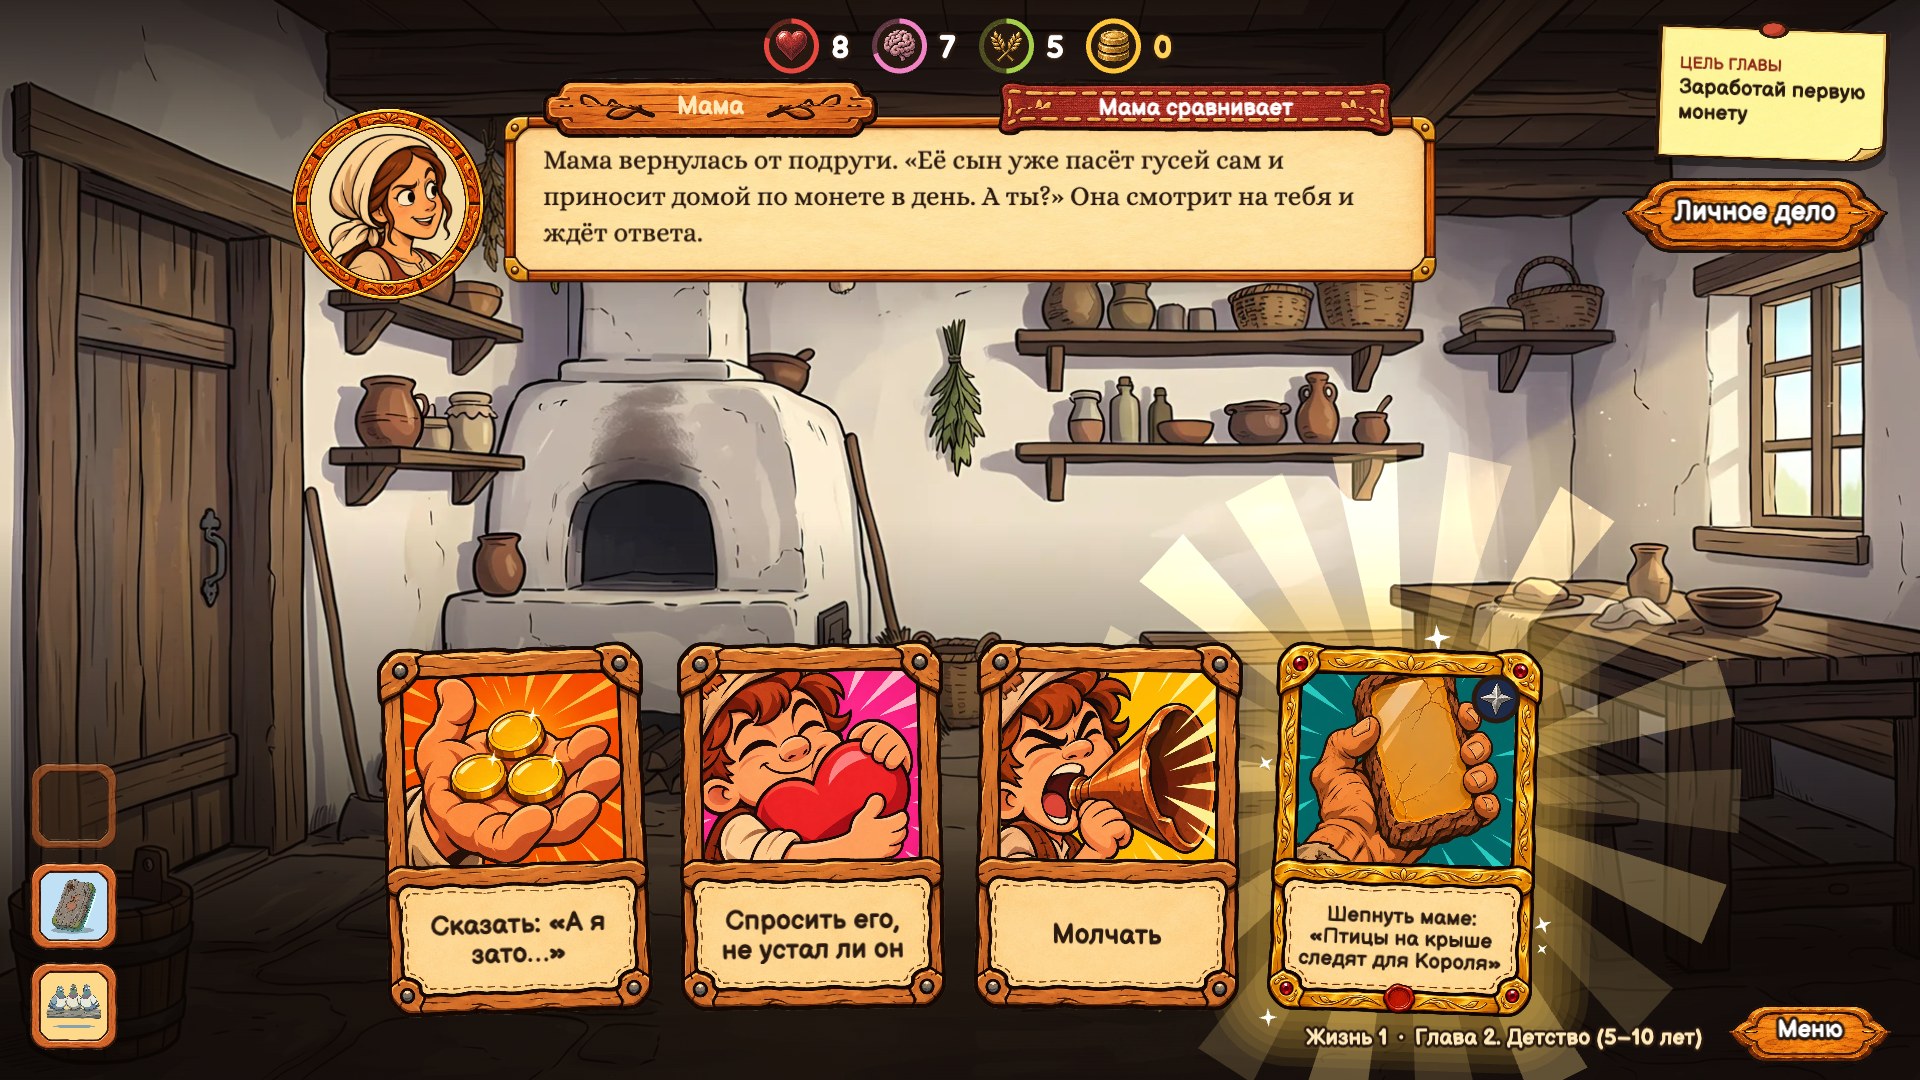 8 7 5 0
ЦЕЛЬ ГЛАВЫ
Заработай первую
монету
Мама
Мама сравнивает
Мама вернулась от подруги. «Её сын уже пасёт гусей сам и
приносит домой по монете в день. А ты?» Она смотрит на тебя и
ждёт ответа.
Личное дело
Сказать: «А я
зато...»
Спросить его,
не устал ли он
Молчать
Шепнуть маме:
«Птицы на крыше
следят для Короля»
Жизнь 1 · Глава 2. Детство (5–10 лет)
Меню